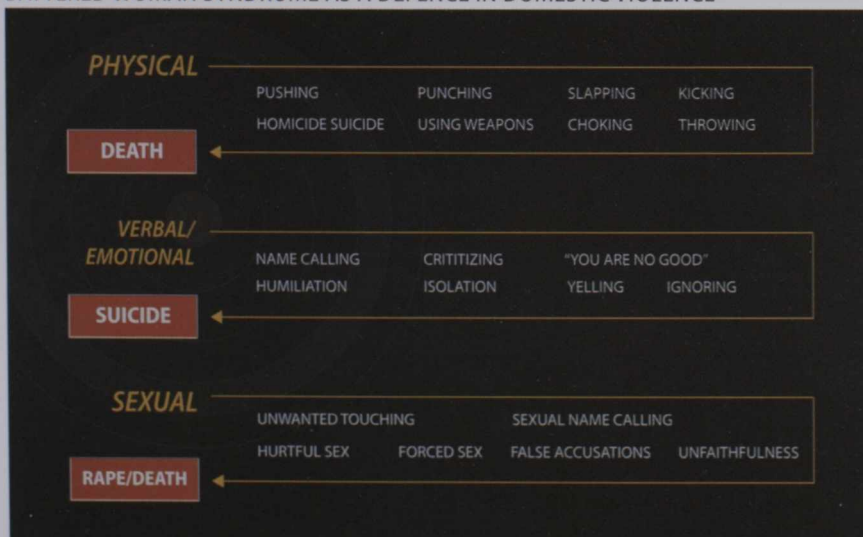 PHYSICAL
PUSHING PUNCHING SLAPPING KICKING
HOMICIDE SUICIDE USING WEAPONS CHOKING THROWING
DEATH
VERBAL/
EMOTIONAL
NAME CALLING CRITITIZING "YOU ARE NO GOOD"
HUMILIATION ISOLATION YELLING IGNORING
SUICIDE
SEXUAL
UNWANTED TOUCHING SEXUAL NAME CALLING
HURTFUL SEX FORCED SEX FALSE ACCUSATIONS UNFAITHFULNESS
RAPE/DEATH